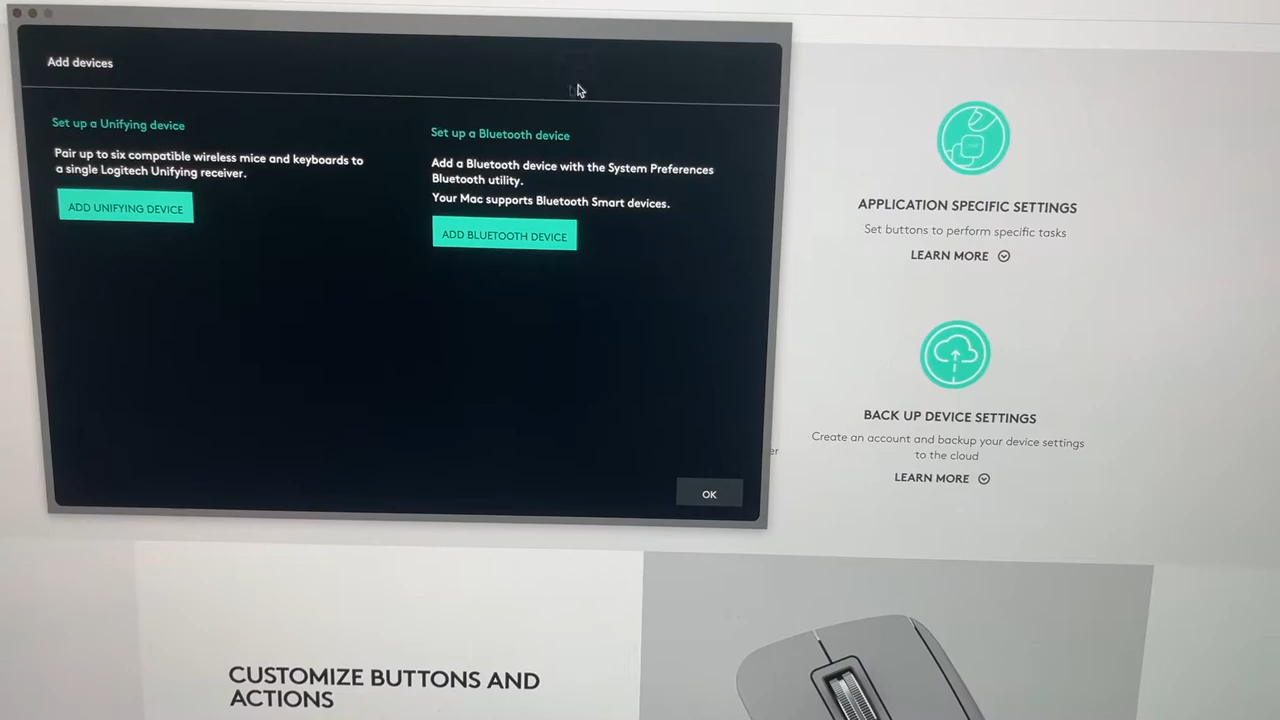 Add devices
Set up a Unifying device
Pair up to six compatible wireless mice and keyboards to
a single Logitech Unifying receiver.
ADD UNIFYING DEVICE
Set up a Bluetooth device
Add a Bluetooth device with the System Preferences
Bluetooth utility.
Your Mac supports Bluetooth Smart devices.
ADD BLUETOOTH DEVICE
OK
er
APPLICATION SPECIFIC SETTINGS
Set buttons to perform specific tasks
LEARN MORE
BACK UP DEVICE SETTINGS
Create an account and backup your device settings
to the cloud
LEARN MORE
CUSTOMIZE BUTTONS AND
ACTIONS